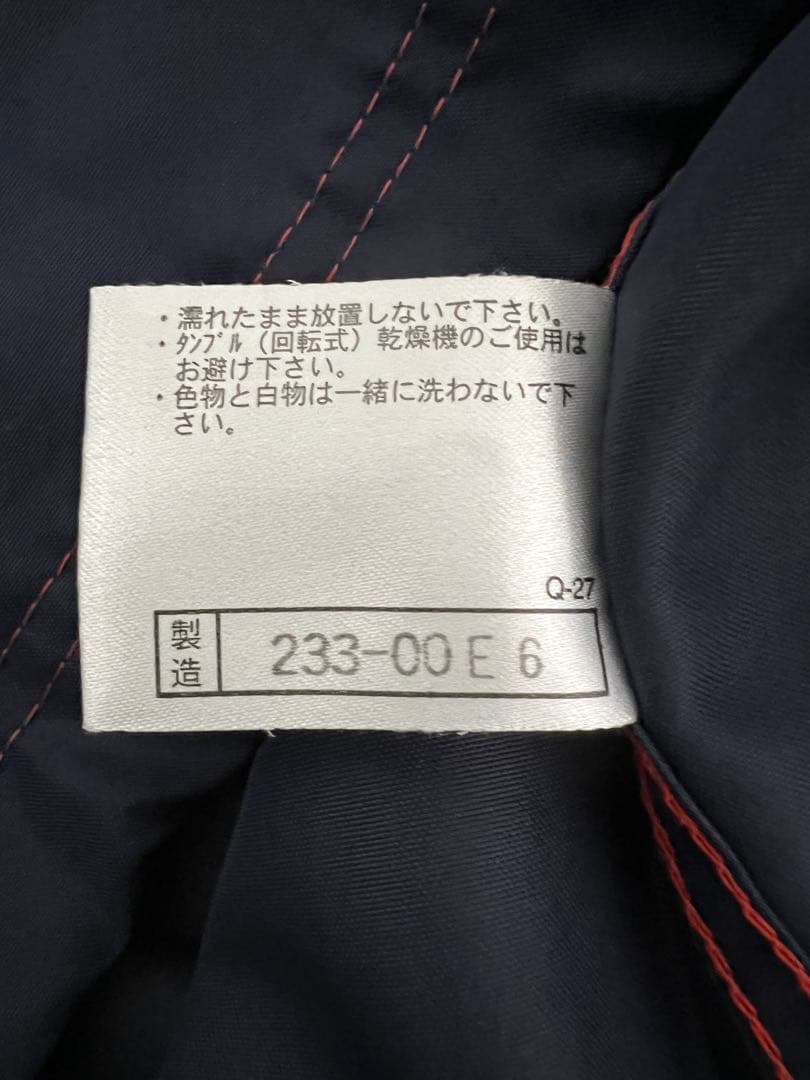 ・濡れたまま放置しないで下さい。
・ﾀﾝﾌﾞﾙ（回転式）乾燥機のご使用は
お避け下さい。
・色物と白物は一緒に洗わないで下
さい。
Q-27
製造 233-00 E 6